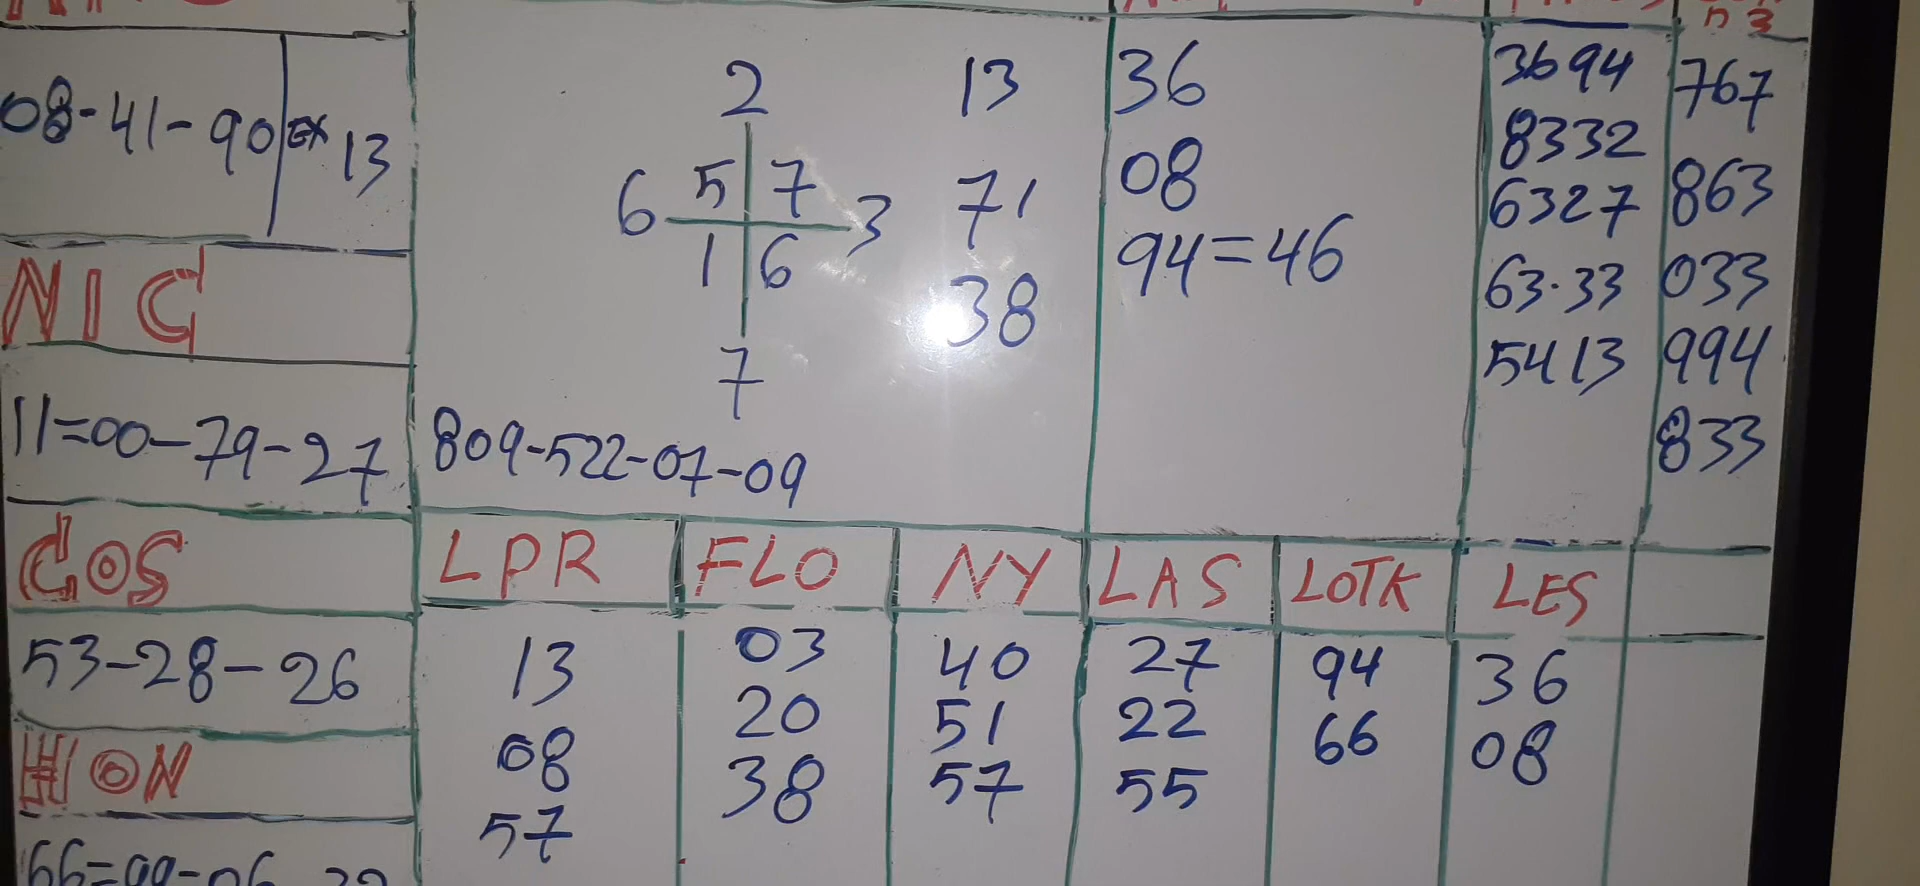 08-41-90 EX 13
NIC
11=00-79-27
COS
53-28-26
HON
2
5 7
6 3
1 6
7
13
71
38
809-522-07-09
36
08
94=46
3694
8332
6327
63.33
5413
n 3
767
863
033
994
833
LPR FLO NY LAS LOTK LES
13 03 40 27 94 36
08 20 51 22 66 08
57 38 57 55